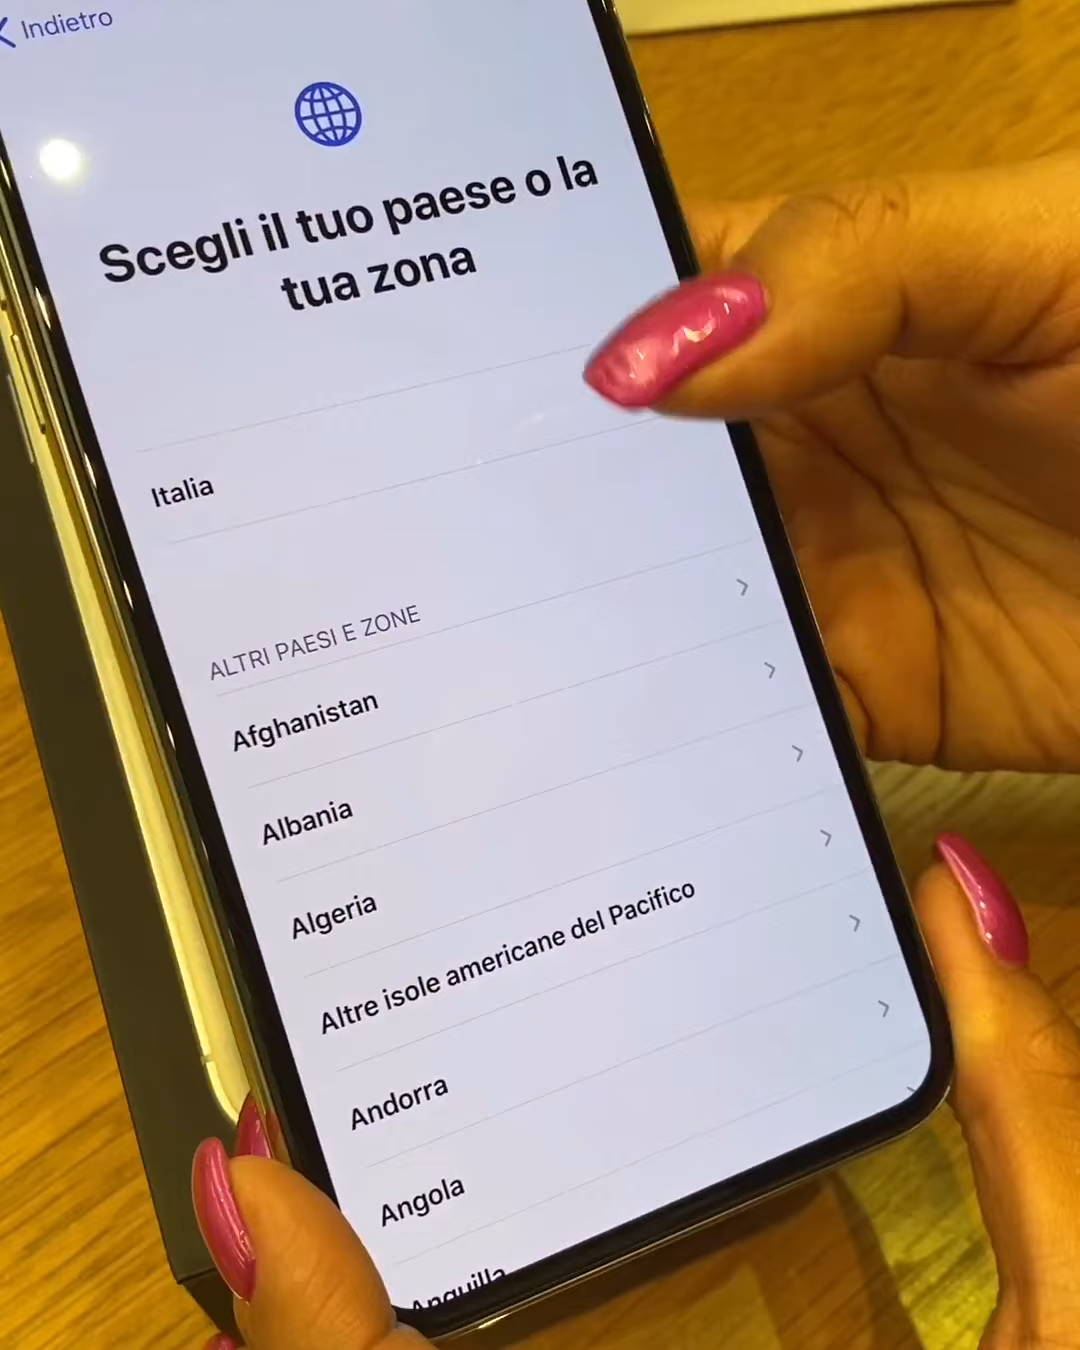 Indietro
Scegli il tuo paese o la
tua zona
Italia
ALTRI PAESI E ZONE
Afghanistan
Albania
Algeria
Altre isole americane del Pacifico
Andorra
Angola
Anguilla